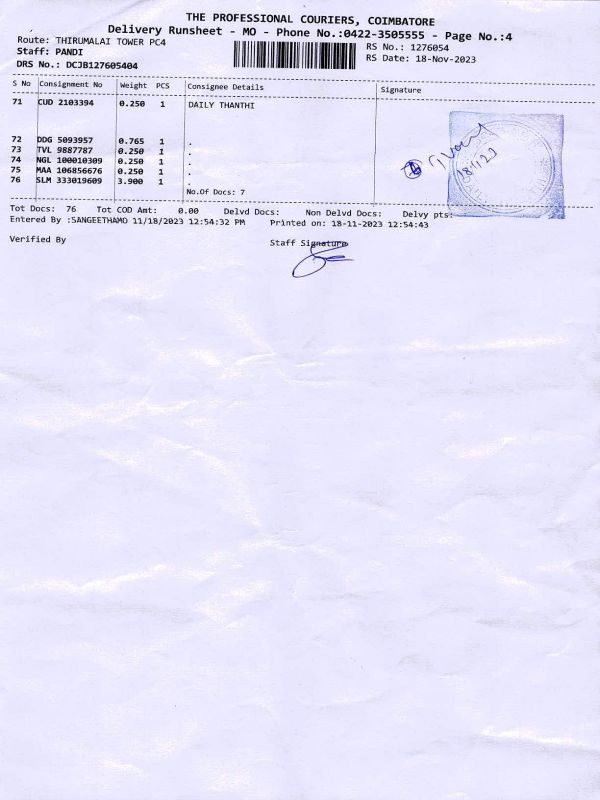 THE PROFESSIONAL COURIERS, COIMBATORE
Delivery Runsheet - MO - Phone No.:0422-3505555 - Page No.:4
Route: THIRUMALAI TOWER PC4
RS No.: 1276054
Staff: PANDI
RS Date: 18-Nov-2023
DRS No.: DCJB127605404
S No Consignment No Weight PCS Consignee Details Signature
71 CUD 2103394 0.250 1 DAILY THANTHI
72 DDG 5093957 0.765 1 .
73 TVL 9887787 0.250 1 .
74 NGL 100010309 0.250 1 .
75 MAA 106856676 0.250 1 .
76 SLM 333019609 3.900 1 .
No.Of Docs: 7
18/11/23
Tot Docs: 76 Tot COD Amt: 0.00 Delvd Docs: Non Delvd Docs: Delvy pts:
Entered By :SANGEETHAMO 11/18/2023 12:54:32 PM Printed on: 18-11-2023 12:54:43
Verified By Staff Signature